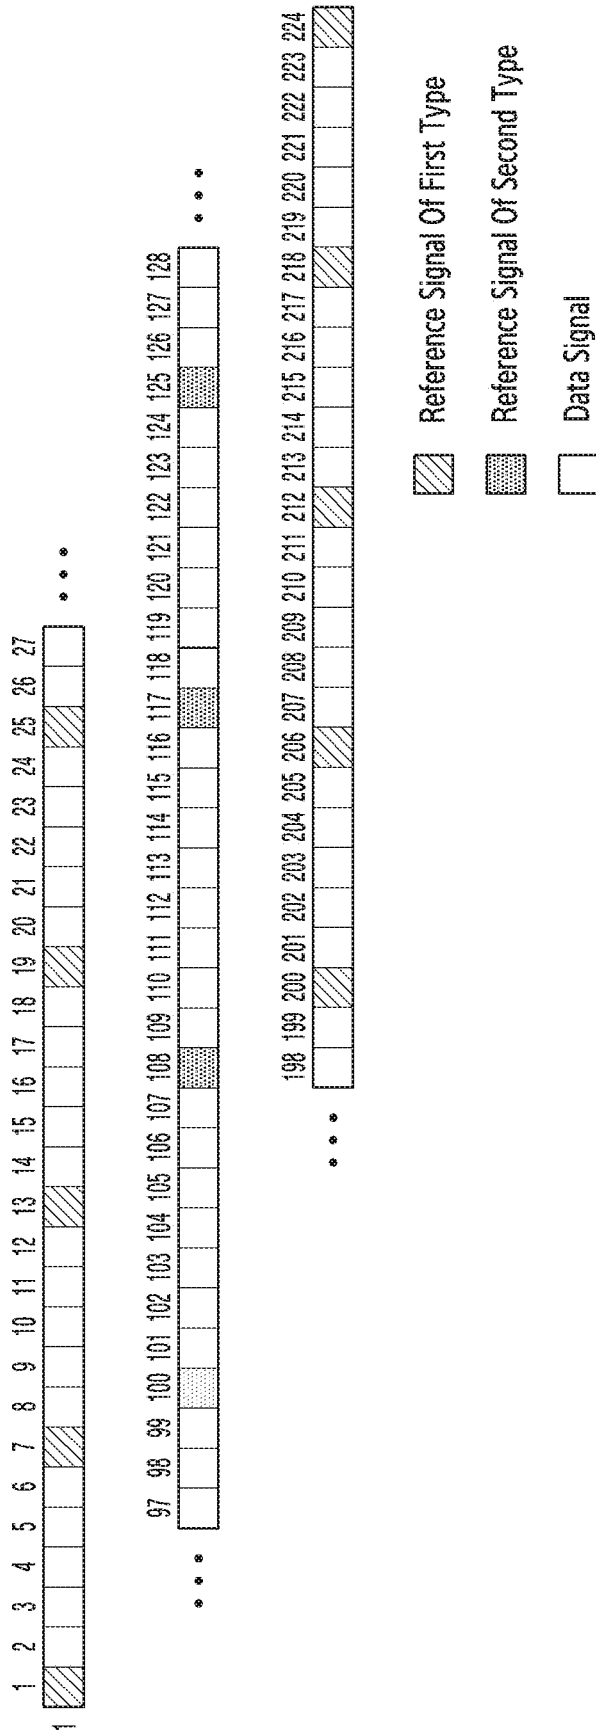 1 2 3 4 5 6 7 8 9 10 11 12 13 14 15 16 17 18 19 20 21 22 23 24 25 26 27
1
97 98 99 100 101 102 103 104 105 106 107 108 109 110 111 112 113 114 115 116 117 118 119 120 121 122 123 124 125 126 127 128
198 199 200 201 202 203 204 205 206 207 208 209 210 211 212 213 214 215 216 217 218 219 220 221 222 223 224
Reference Signal Of First Type
Reference Signal Of Second Type
Data Signal